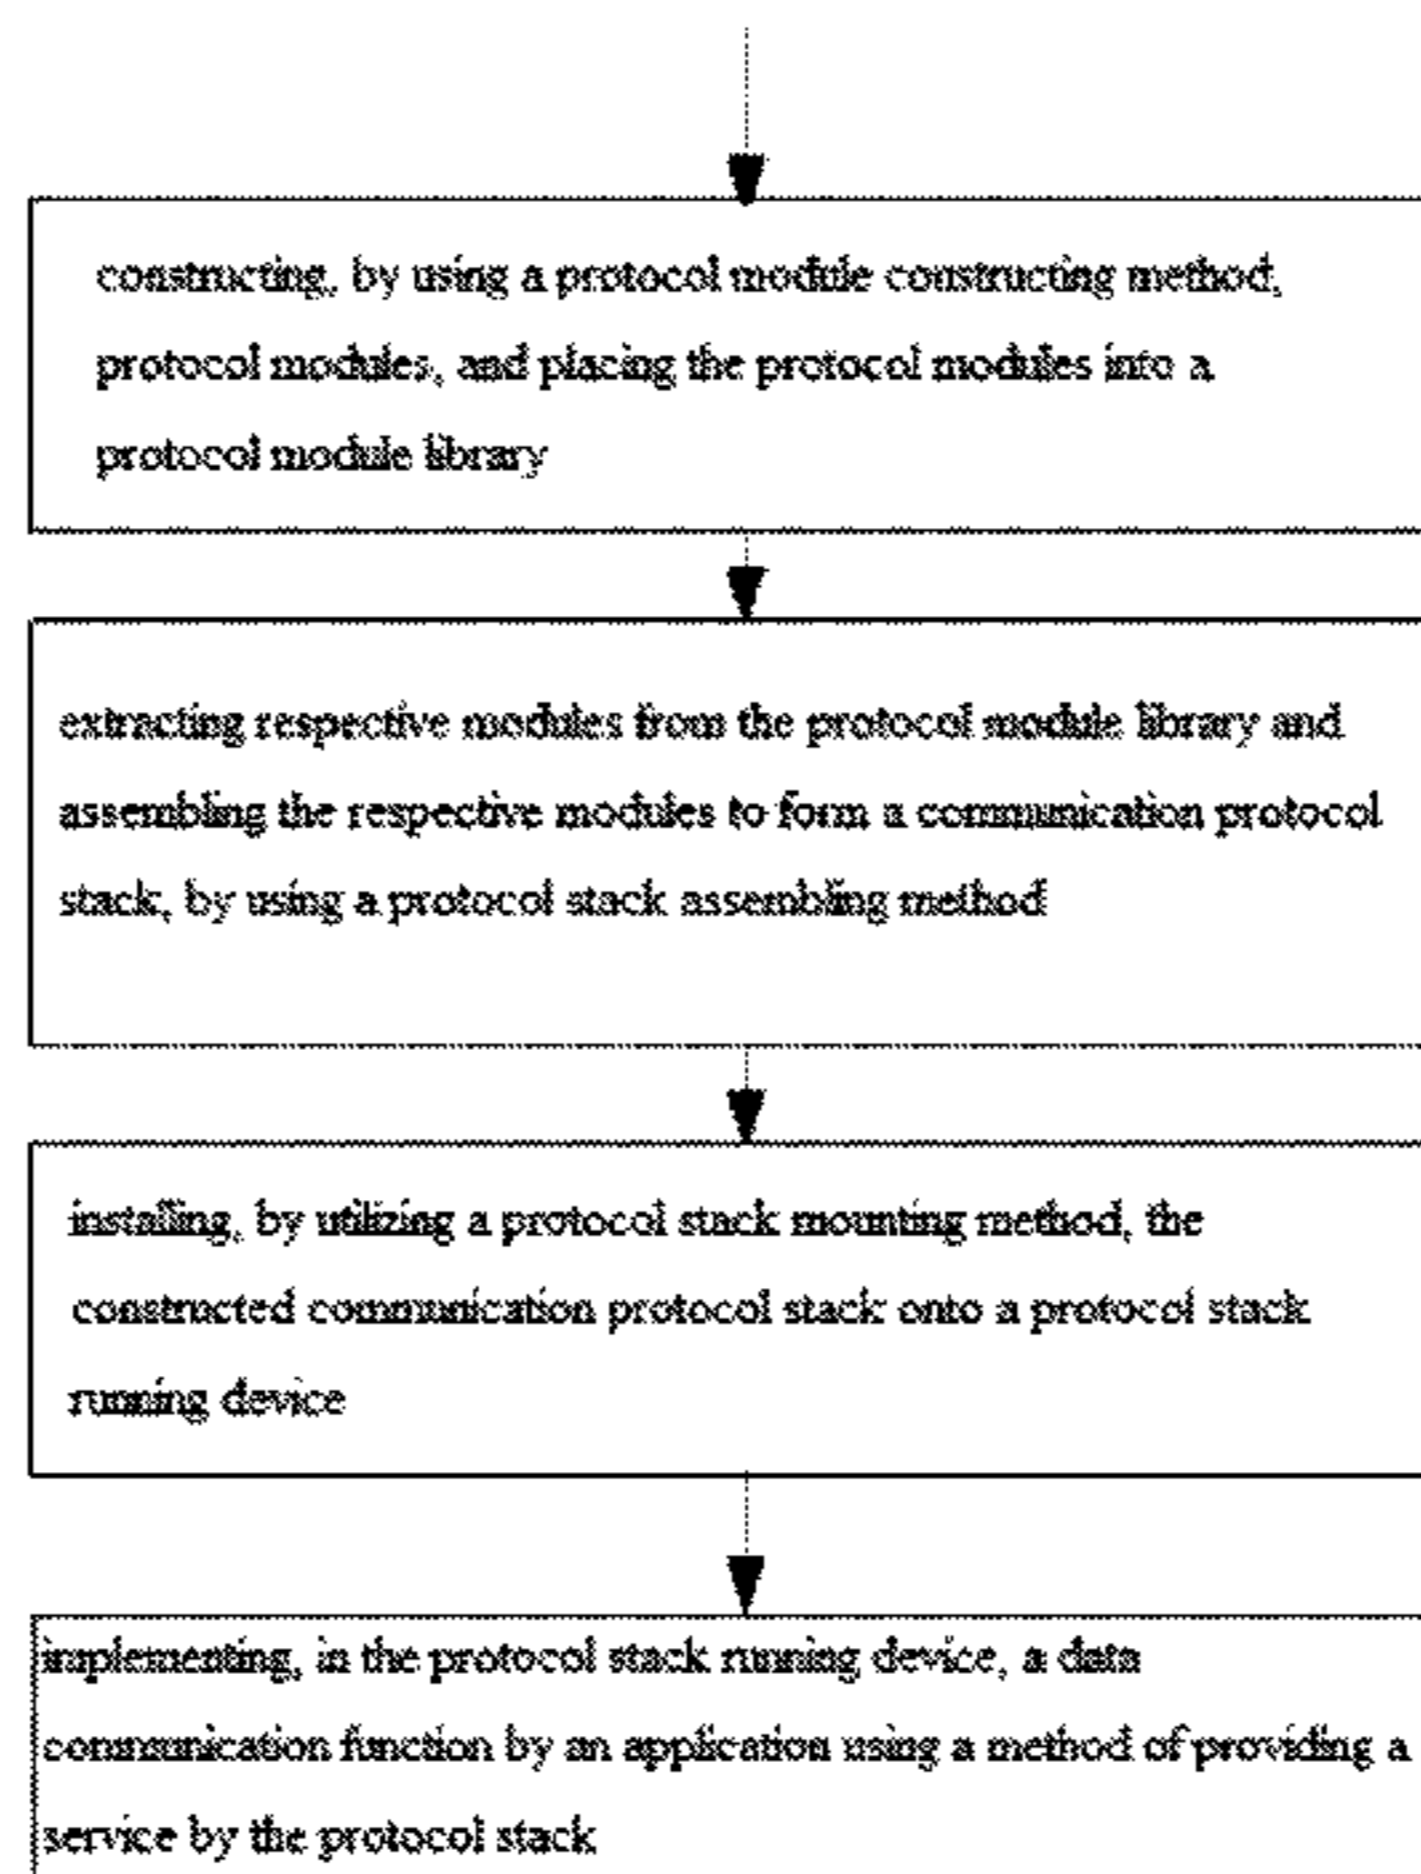 constructing, by using a protocol module constructing method,
protocol modules, and placing the protocol modules into a
protocol module library
extracting respective modules from the protocol module library and
assembling the respective modules to form a communication protocol
stack, by using a protocol stack assembling method
installing, by utilizing a protocol stack mounting method, the
constructed communication protocol stack onto a protocol stack
running device
implementing, in the protocol stack running device, a data
communication function by an application using a method of providing a
service by the protocol stack